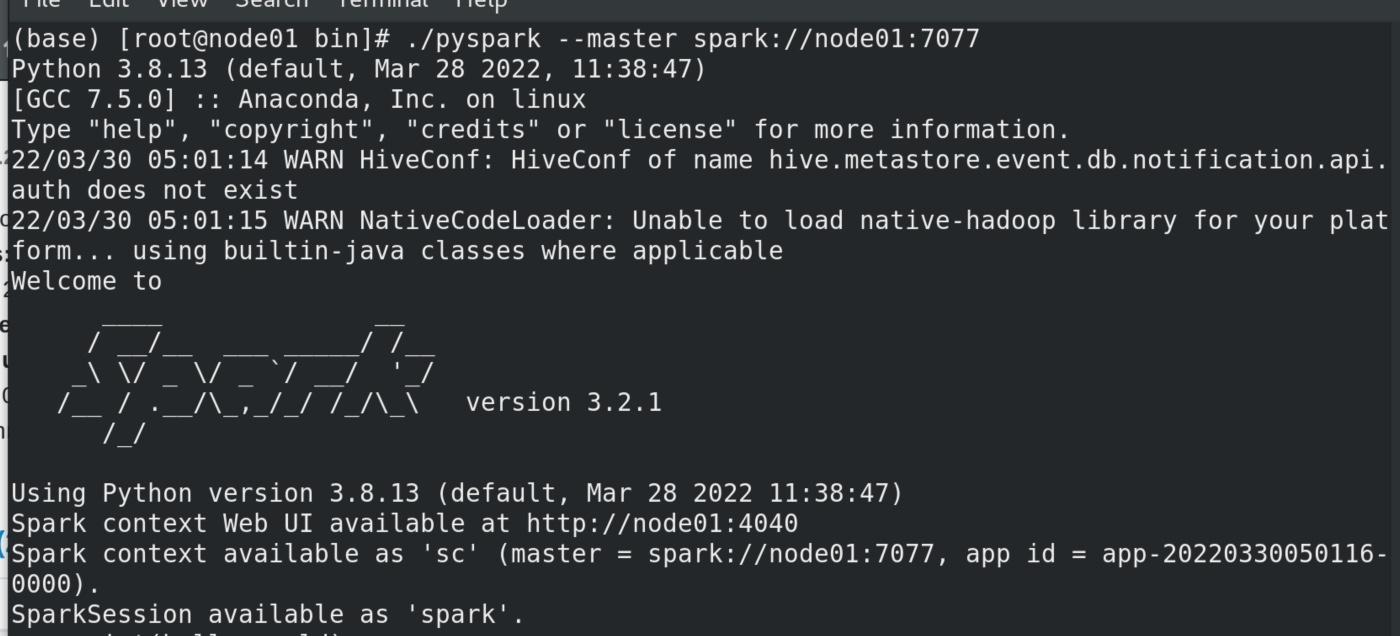 File Edit View Search Terminal Help
(base) [root@node01 bin]# ./pyspark --master spark://node01:7077
Python 3.8.13 (default, Mar 28 2022, 11:38:47)
[GCC 7.5.0] :: Anaconda, Inc. on linux
Type "help", "copyright", "credits" or "license" for more information.
22/03/30 05:01:14 WARN HiveConf: HiveConf of name hive.metastore.event.db.notification.api.
auth does not exist
22/03/30 05:01:15 WARN NativeCodeLoader: Unable to load native-hadoop library for your plat
form... using builtin-java classes where applicable
Welcome to
      ____              __
     / __/__  ___ _____/ /__
    _\ \/ _ \/ _ `/ __/  '_/
   /__ / .__/\_,_/_/ /_/\_\   version 3.2.1
      /_/
Using Python version 3.8.13 (default, Mar 28 2022 11:38:47)
Spark context Web UI available at http://node01:4040
Spark context available as 'sc' (master = spark://node01:7077, app id = app-20220330050116-
0000).
SparkSession available as 'spark'.